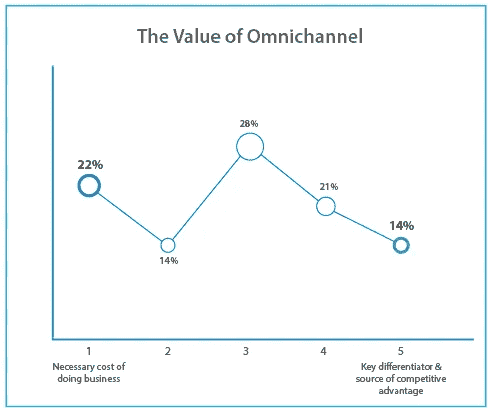 The Value of Omnichannel
28%
22%
21%
14%
14%
1 2 3 4 5
Necessary cost of
doing business
Key differentiator &
source of competitive
advantage